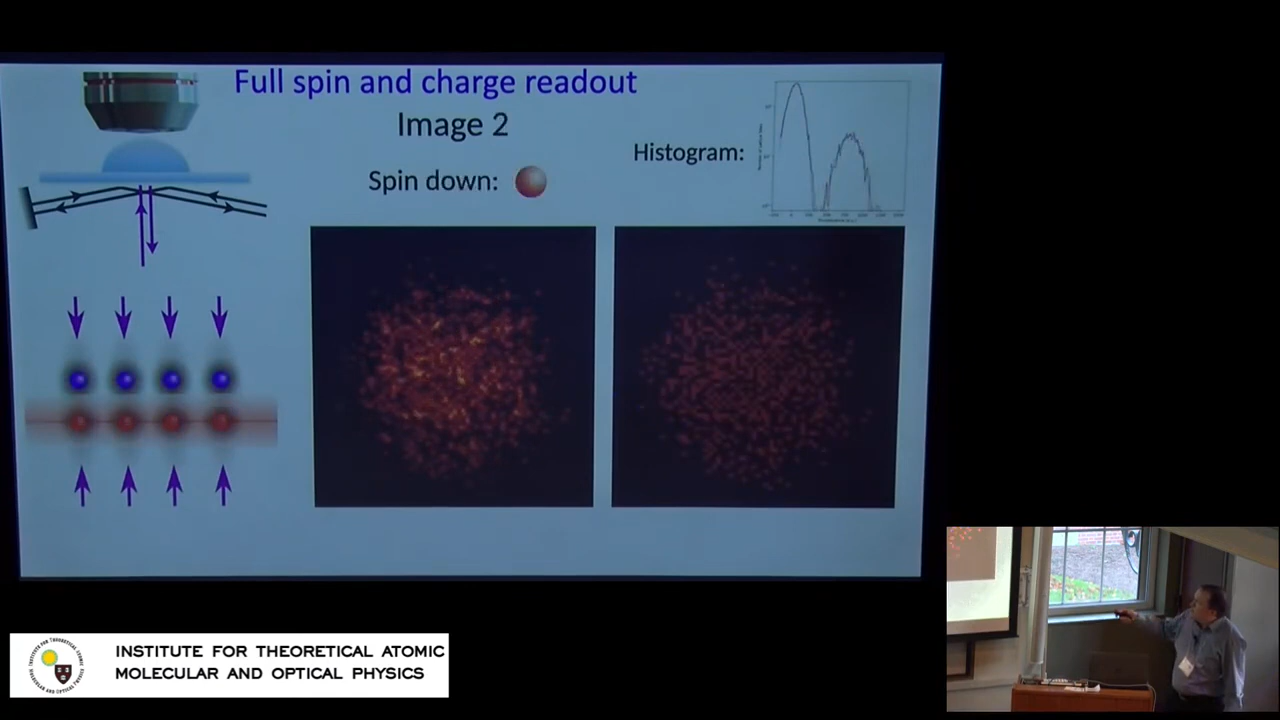 Full spin and charge readout
Image 2
Spin down:
Histogram:
INSTITUTE FOR THEORETICAL ATOMIC
MOLECULAR AND OPTICAL PHYSICS